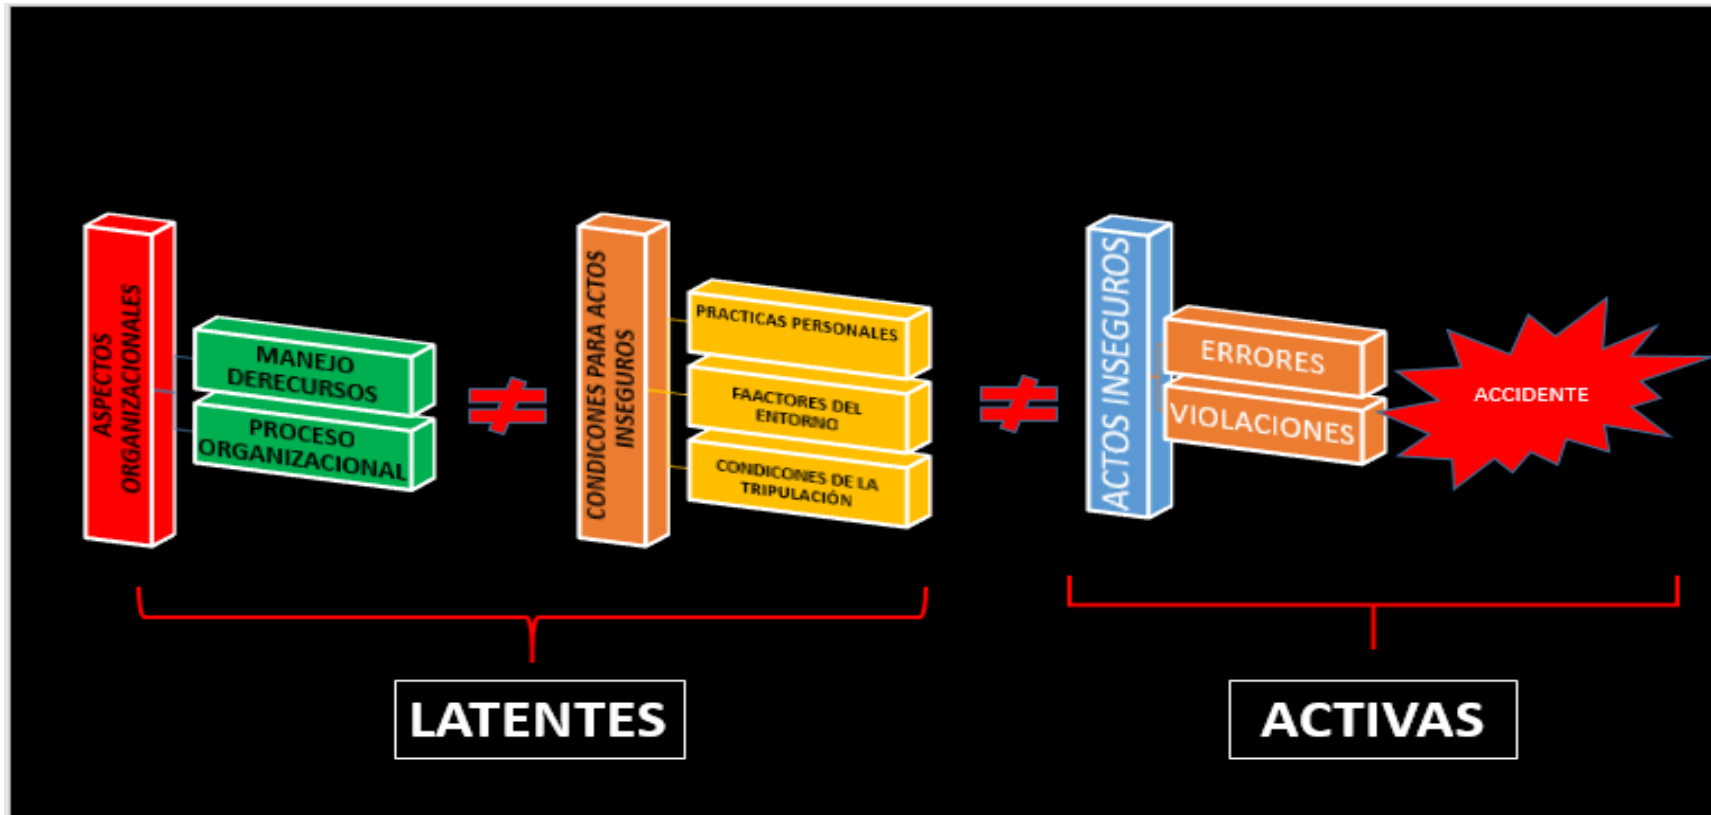 ASPECTOS
ORGANIZACIONALES
MANEJO
DERECURSOS
PROCESO
ORGANIZACIONAL
≠
CONDICONES PARA ACTOS
INSEGUROS
PRACTICAS PERSONALES
FAACTORES DEL
ENTORNO
CONDICONES DE LA
TRIPULACIÓN
≠
ACTOS INSEGUROS
ERRORES
VIOLACIONES
ACCIDENTE
LATENTES
ACTIVAS